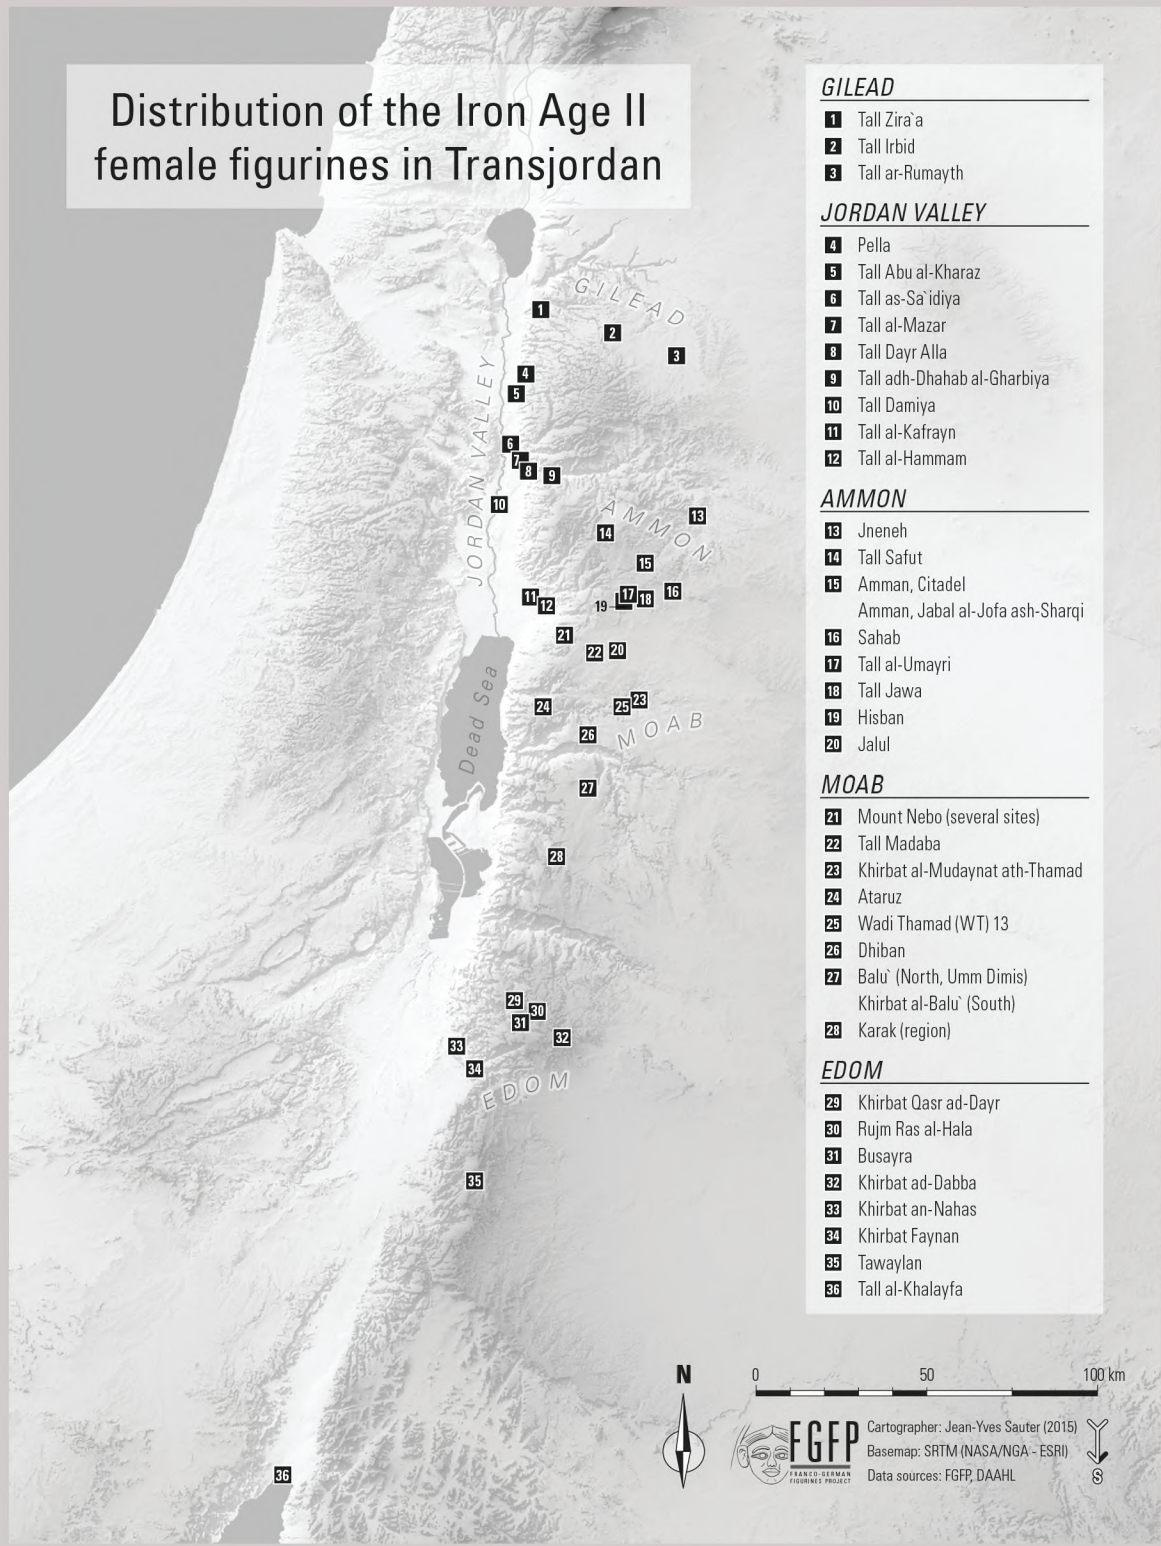 Distribution of the Iron Age II
female figurines in Transjordan
GILEAD
1 Tall Zira`a
2 Tall Irbid
3 Tall ar-Rumayth
JORDAN VALLEY
4 Pella
5 Tall Abu al-Kharaz
6 Tall as-Sa`idiya
7 Tall al-Mazar
8 Tall Dayr Alla
9 Tall adh-Dhahab al-Gharbiya
10 Tall Damiya
11 Tall al-Kafrayn
12 Tall al-Hammam
AMMON
13 Jneneh
14 Tall Safut
15 Amman, Citadel
Amman, Jabal al-Jofa ash-Sharqi
16 Sahab
17 Tall al-Umayri
18 Tall Jawa
19 Hisban
20 Jalul
MOAB
21 Mount Nebo (several sites)
22 Tall Madaba
23 Khirbat al-Mudaynat ath-Thamad
24 Ataruz
25 Wadi Thamad (WT) 13
26 Dhiban
27 Balu` (North, Umm Dimis)
Khirbat al-Balu` (South)
28 Karak (region)
EDOM
29 Khirbat Qasr ad-Dayr
30 Rujm Ras al-Hala
31 Busayra
32 Khirbat ad-Dabba
33 Khirbat an-Nahas
34 Khirbat Faynan
35 Tawaylan
36 Tall al-Khalayfa
GILEAD
1
2
3
JORDAN VALLEY
4
5
6
7
8
9
10
AMMON
13
14
15
16
17
18
19
11
12
21
22
20
Dead Sea
24
25
23
MOAB
26
27
28
29
30
31
32
33
34
EDOM
35
36
N
0 50 100 km
FGFP
FRANCO-GERMAN
FIGURINES PROJECT
Cartographer: Jean-Yves Sauter (2015)
Basemap: SRTM (NASA/NGA - ESRI)
Data sources: FGFP, DAAHL
S